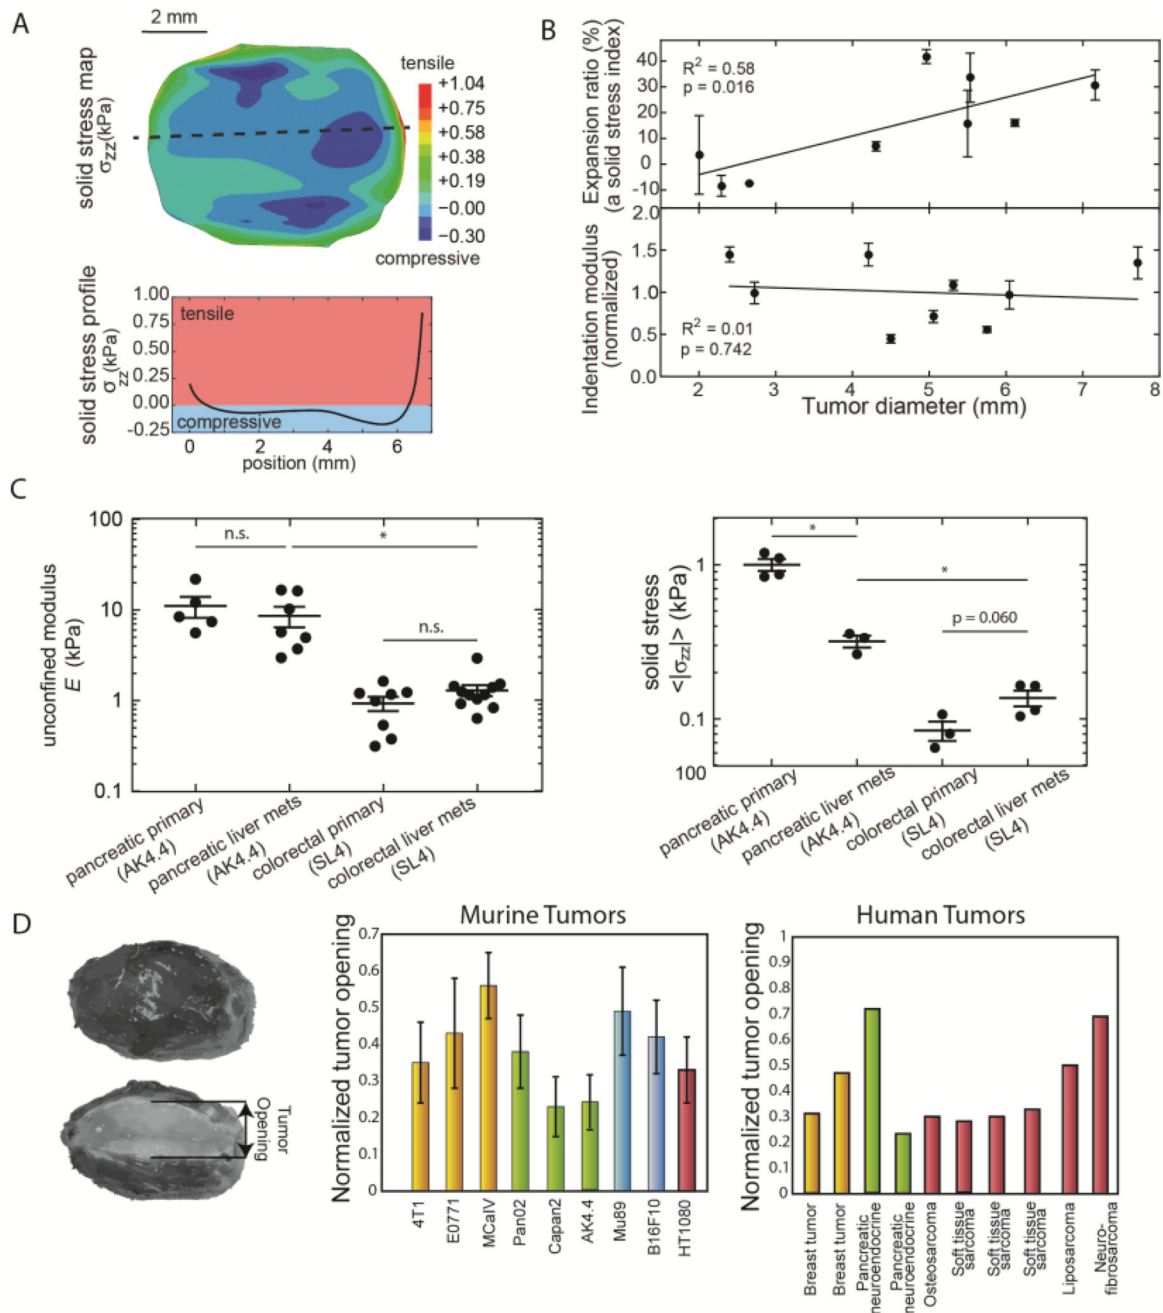 A
2 mm
solid stress map
σzz(kPa)
tensile
+1.04
+0.75
+0.58
+0.38
+0.19
−0.00
−0.30
compressive
solid stress profile
σzz(kPa)
1.00
0.75
0.50
0.25
0.00
-0.25
tensile
compressive
0 2 4 6
position (mm)
B
Expansion ratio (%)
(a solid stress index)
40
30
20
10
0
-10
R² = 0.58
p = 0.016
Indentation modulus
(normalized)
2.0
1.5
1.0
0.5
0.0
R² = 0.01
p = 0.742
2 3 4 5 6 7 8
Tumor diameter (mm)
C
unconfined modulus
E (kPa)
100
10
1
0.1
n.s.
*
n.s.
pancreatic primary
(AK4.4)
pancreatic liver mets
(AK4.4)
colorectal primary
(SL4)
colorectal liver mets
(SL4)
solid stress
<|σzz|> (kPa)
1
0.1
100
*
*
p = 0.060
pancreatic primary
(AK4.4)
pancreatic liver mets
(AK4.4)
colorectal primary
(SL4)
colorectal liver mets
(SL4)
D
Tumor
Opening
Murine Tumors
Normalized tumor opening
0.7
0.6
0.5
0.4
0.3
0.2
0.1
0
4T1
E0771
MCaIV
Pan02
Capan2
AK4.4
Mu89
B16F10
HT1080
Human Tumors
Normalized tumor opening
1
0.9
0.8
0.7
0.6
0.5
0.4
0.3
0.2
0.1
0
Breast tumor
Breast tumor
Pancreatic
neuroendocrine
Pancreatic
neuroendocrine
Osteosarcoma
Soft tissue
sarcoma
Soft tissue
sarcoma
Soft tissue
sarcoma
Liposarcoma
Neuro-
fibrosarcoma